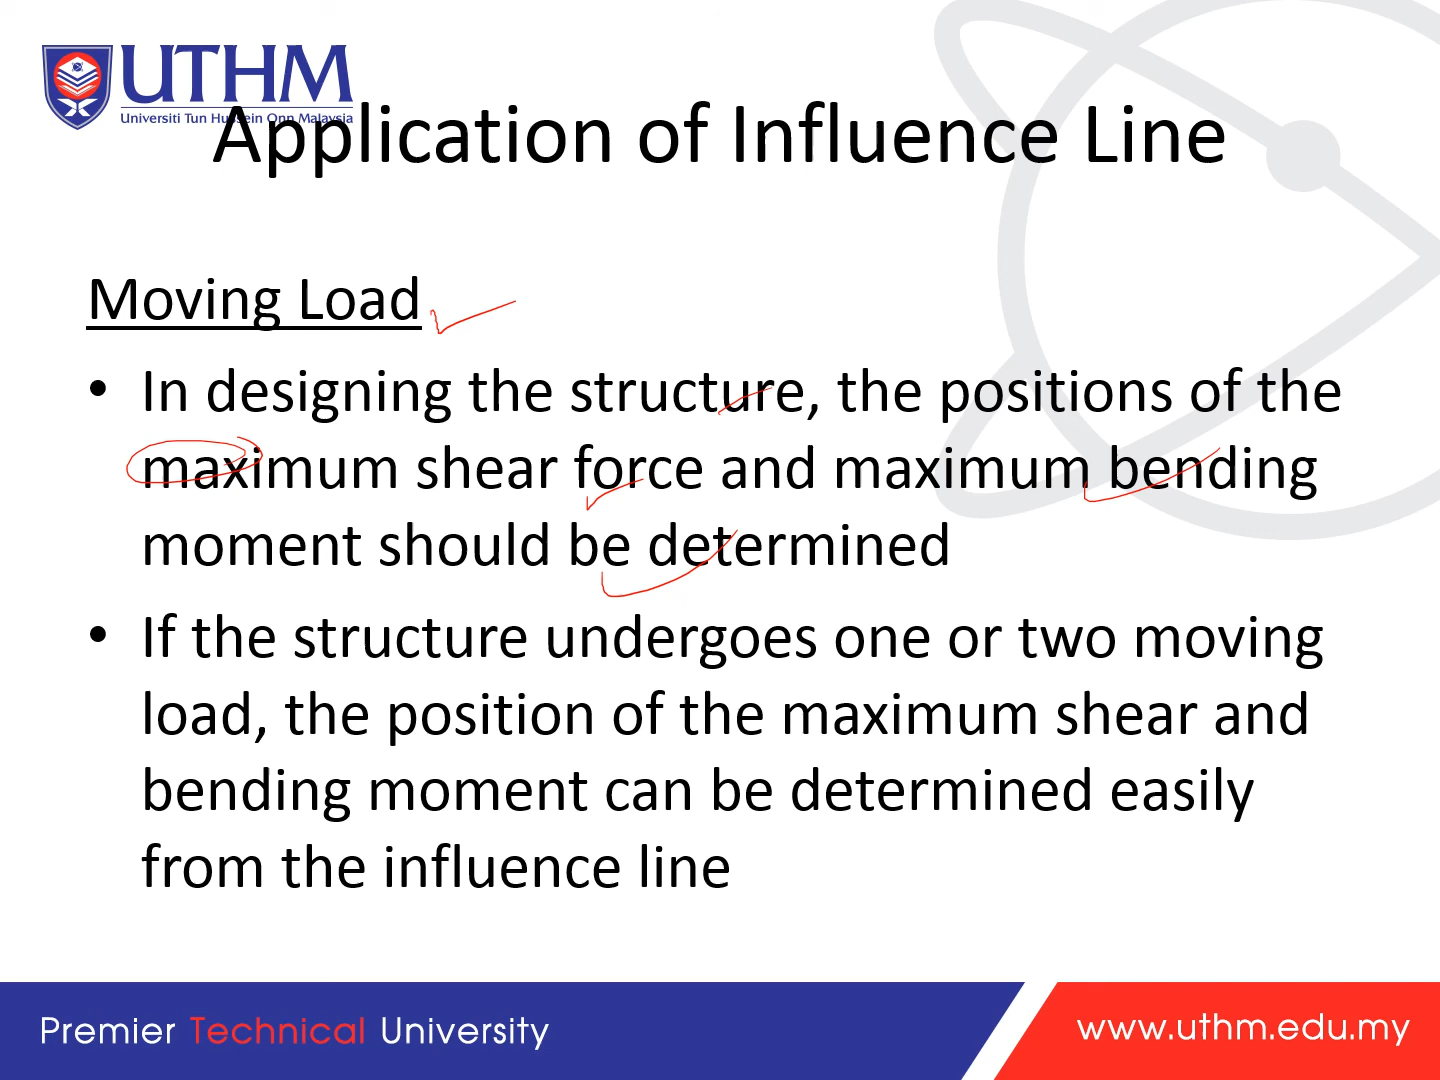 UTHM
Universiti Tun Hussein Onn Malaysia
Application of Influence Line
Moving Load
• In designing the structure, the positions of the
maximum shear force and maximum bending
moment should be determined
• If the structure undergoes one or two moving
load, the position of the maximum shear and
bending moment can be determined easily
from the influence line
Premier Technical University
www.uthm.edu.my